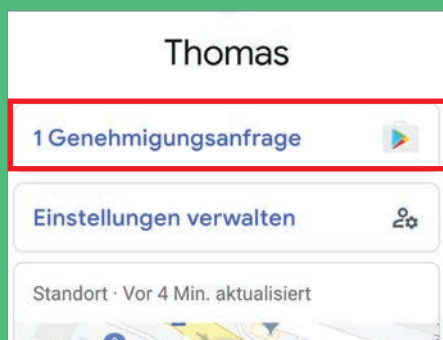 Thomas
1 Genehmigungsanfrage
Einstellungen verwalten
Standort · Vor 4 Min. aktualisiert